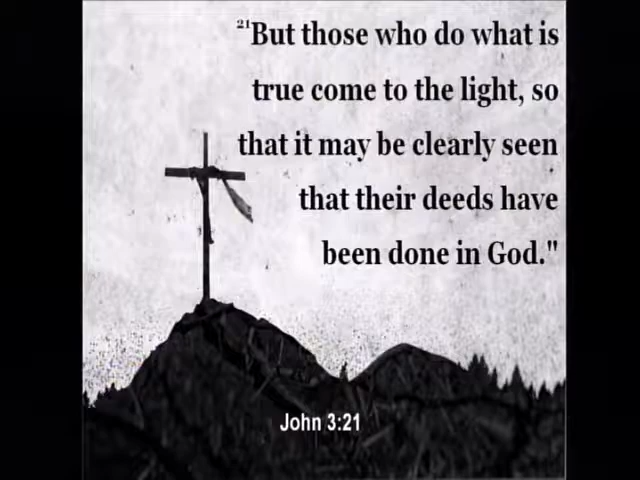 ²¹"But those who do what is
true come to the light, so
that it may be clearly seen
that their deeds have
been done in God."
John 3:21